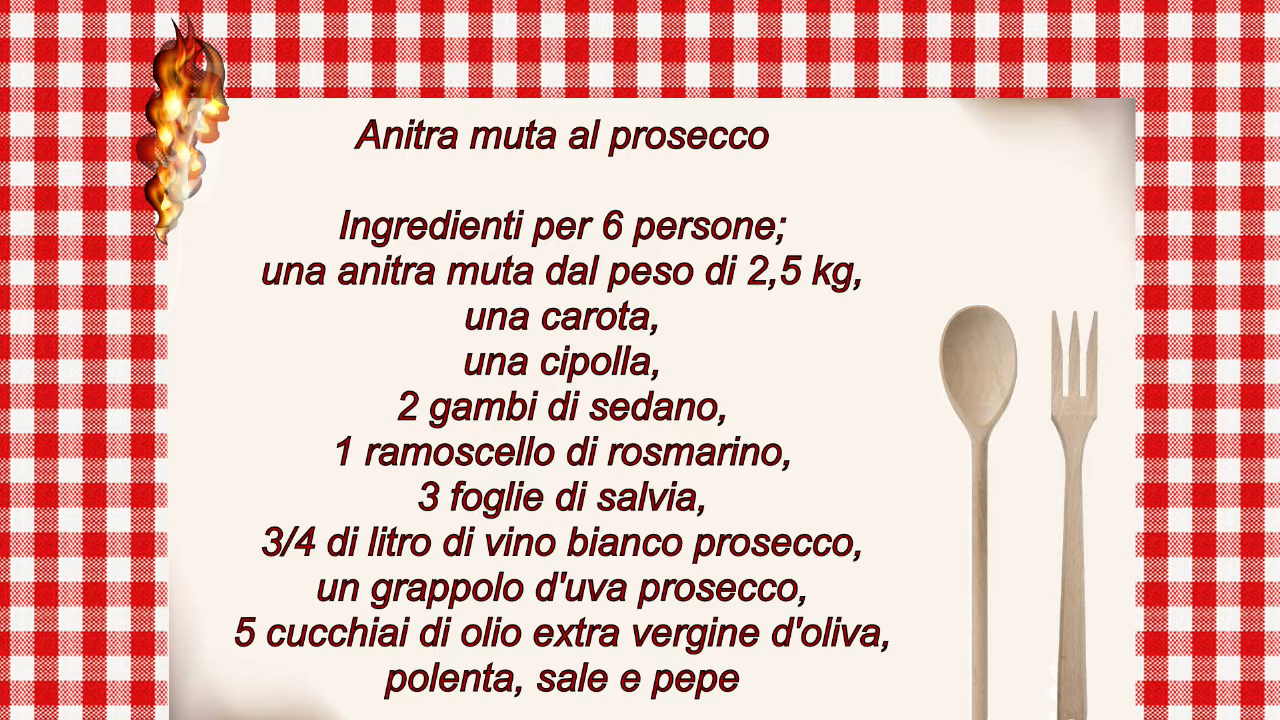 Anitra muta al prosecco
Ingredienti per 6 persone;
una anitra muta dal peso di 2,5 kg,
una carota,
una cipolla,
2 gambi di sedano,
1 ramoscello di rosmarino,
3 foglie di salvia,
3/4 di litro di vino bianco prosecco,
un grappolo d'uva prosecco,
5 cucchiai di olio extra vergine d'oliva,
polenta, sale e pepe